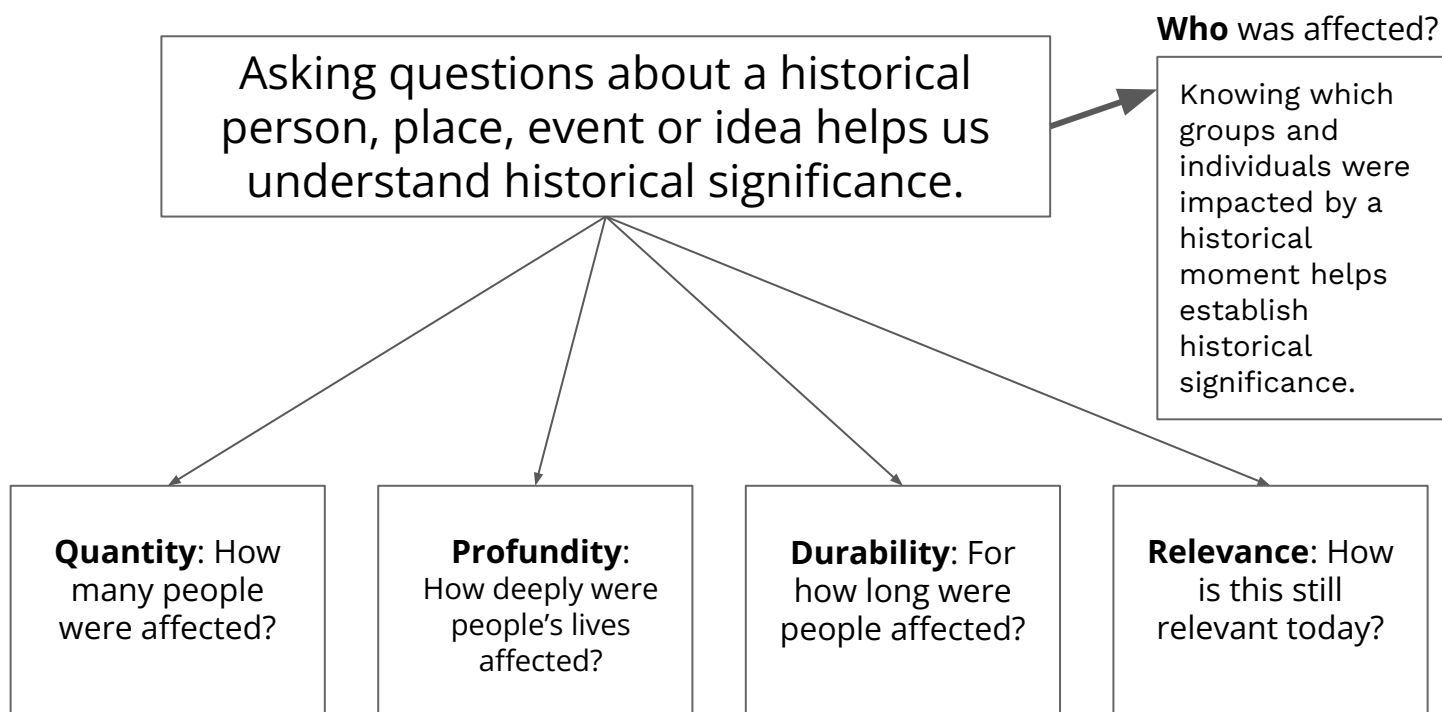 Who was affected?
Asking questions about a historical
person, place, event or idea helps us
understand historical significance.
Knowing which
groups and
individuals were
impacted by a
historical
moment helps
establish
historical
significance.
Quantity: How
many people
were affected?
Profundity:
How deeply were
people’s lives
affected?
Durability: For
how long were
people affected?
Relevance: How
is this still
relevant today?